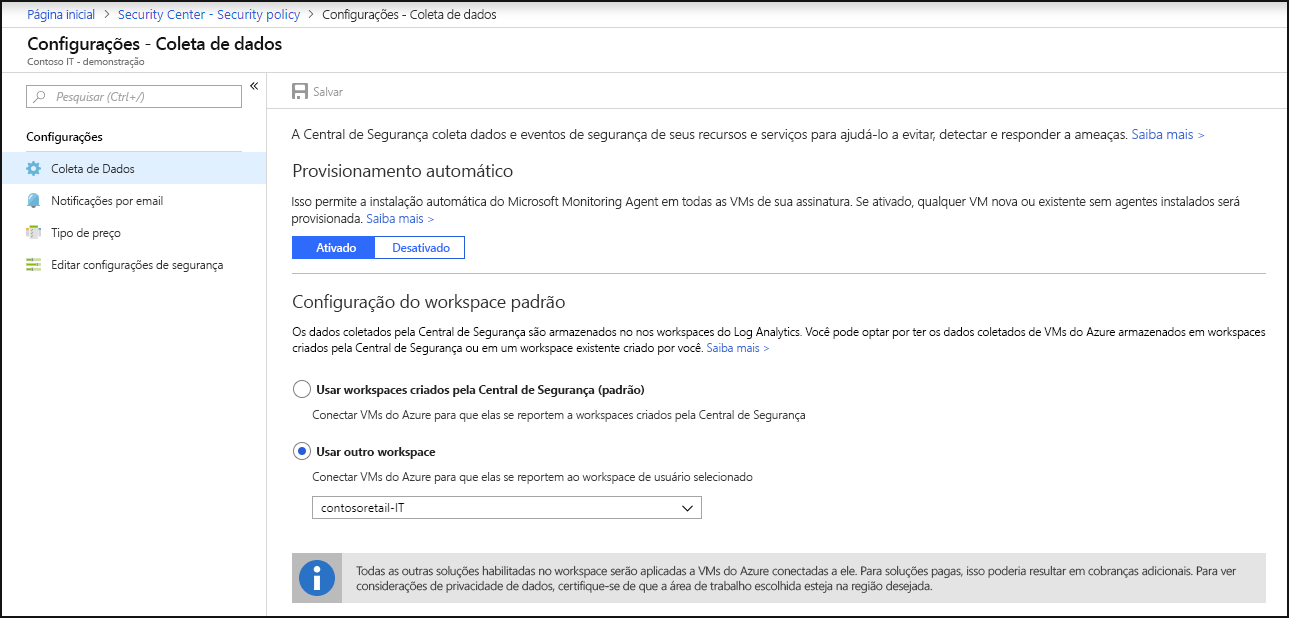 Página inicial > Security Center - Security policy > Configurações - Coleta de dados
Configurações - Coleta de dados
Contoso IT - demonstração
Pesquisar (Ctrl+/)
«
Configurações
Coleta de Dados
Notificações por email
Tipo de preço
Editar configurações de segurança
Salvar
A Central de Segurança coleta dados e eventos de segurança de seus recursos e serviços para ajudá-lo a evitar, detectar e responder a ameaças. Saiba mais >
Provisionamento automático
Isso permite a instalação automática do Microsoft Monitoring Agent em todas as VMs de sua assinatura. Se ativado, qualquer VM nova ou existente sem agentes instalados será
provisionada. Saiba mais >
Ativado Desativado
Configuração do workspace padrão
Os dados coletados pela Central de Segurança são armazenados no nos workspaces do Log Analytics. Você pode optar por ter os dados coletados de VMs do Azure armazenados em workspaces
criados pela Central de Segurança ou em um workspace existente criado por você. Saiba mais >
Usar workspaces criados pela Central de Segurança (padrão)
Conectar VMs do Azure para que elas se reportem a workspaces criados pela Central de Segurança
Usar outro workspace
Conectar VMs do Azure para que elas se reportem ao workspace de usuário selecionado
contosoretail-IT
Todas as outras soluções habilitadas no workspace serão aplicadas a VMs do Azure conectadas a ele. Para soluções pagas, isso poderia resultar em cobranças adicionais. Para ver
considerações de privacidade de dados, certifique-se de que a área de trabalho escolhida esteja na região desejada.